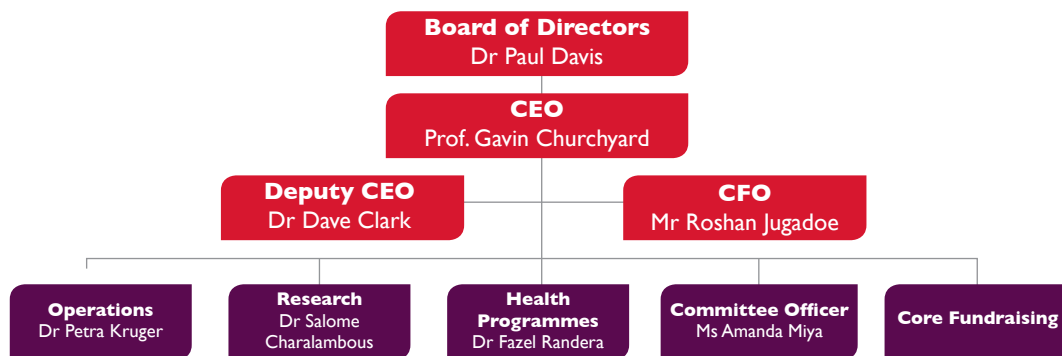 Board of Directors
Dr Paul Davis
CEO
Prof. Gavin Churchyard
Deputy CEO
Dr Dave Clark
CFO
Mr Roshan Jugadoe
Operations
Dr Petra Kruger
Research
Dr Salome
Charalambous
Health
Programmes
Dr Fazel Randera
Committee Officer
Ms Amanda Miya
Core Fundraising